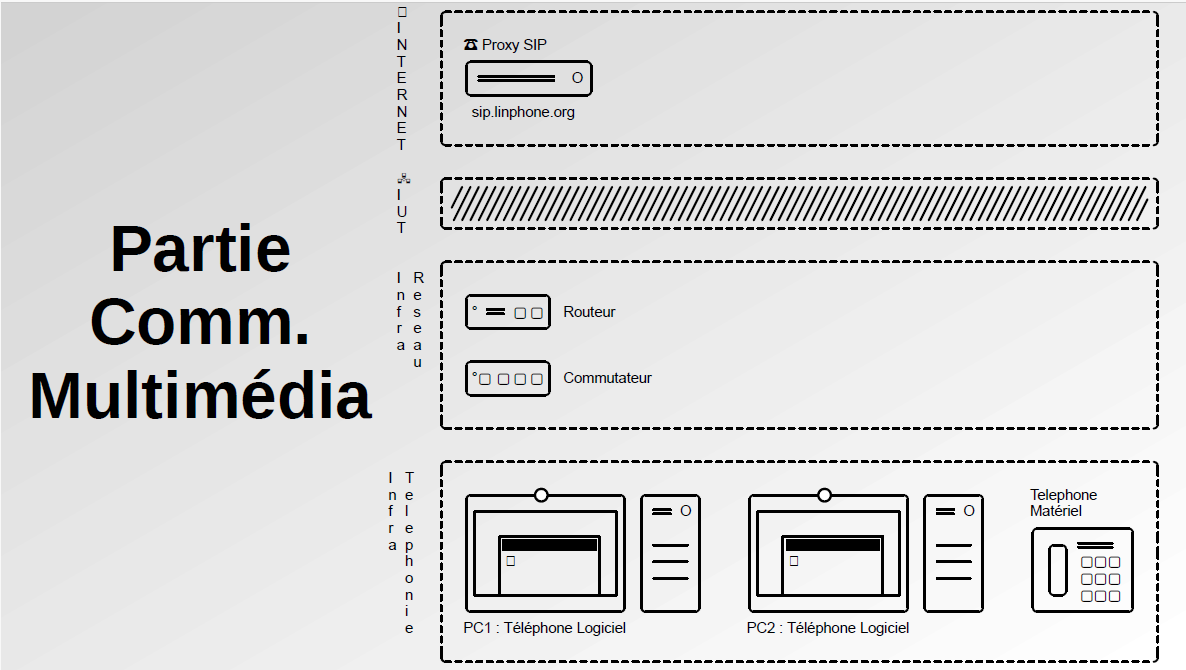 Partie
Comm.
Multimédia
INTERNET
☎ Proxy SIP
sip.linphone.org
IUT
Infra
Reseau
Routeur
Commutateur
Infra
Telephonie
Telephone
Matériel
PC1 : Téléphone Logiciel
PC2 : Téléphone Logiciel